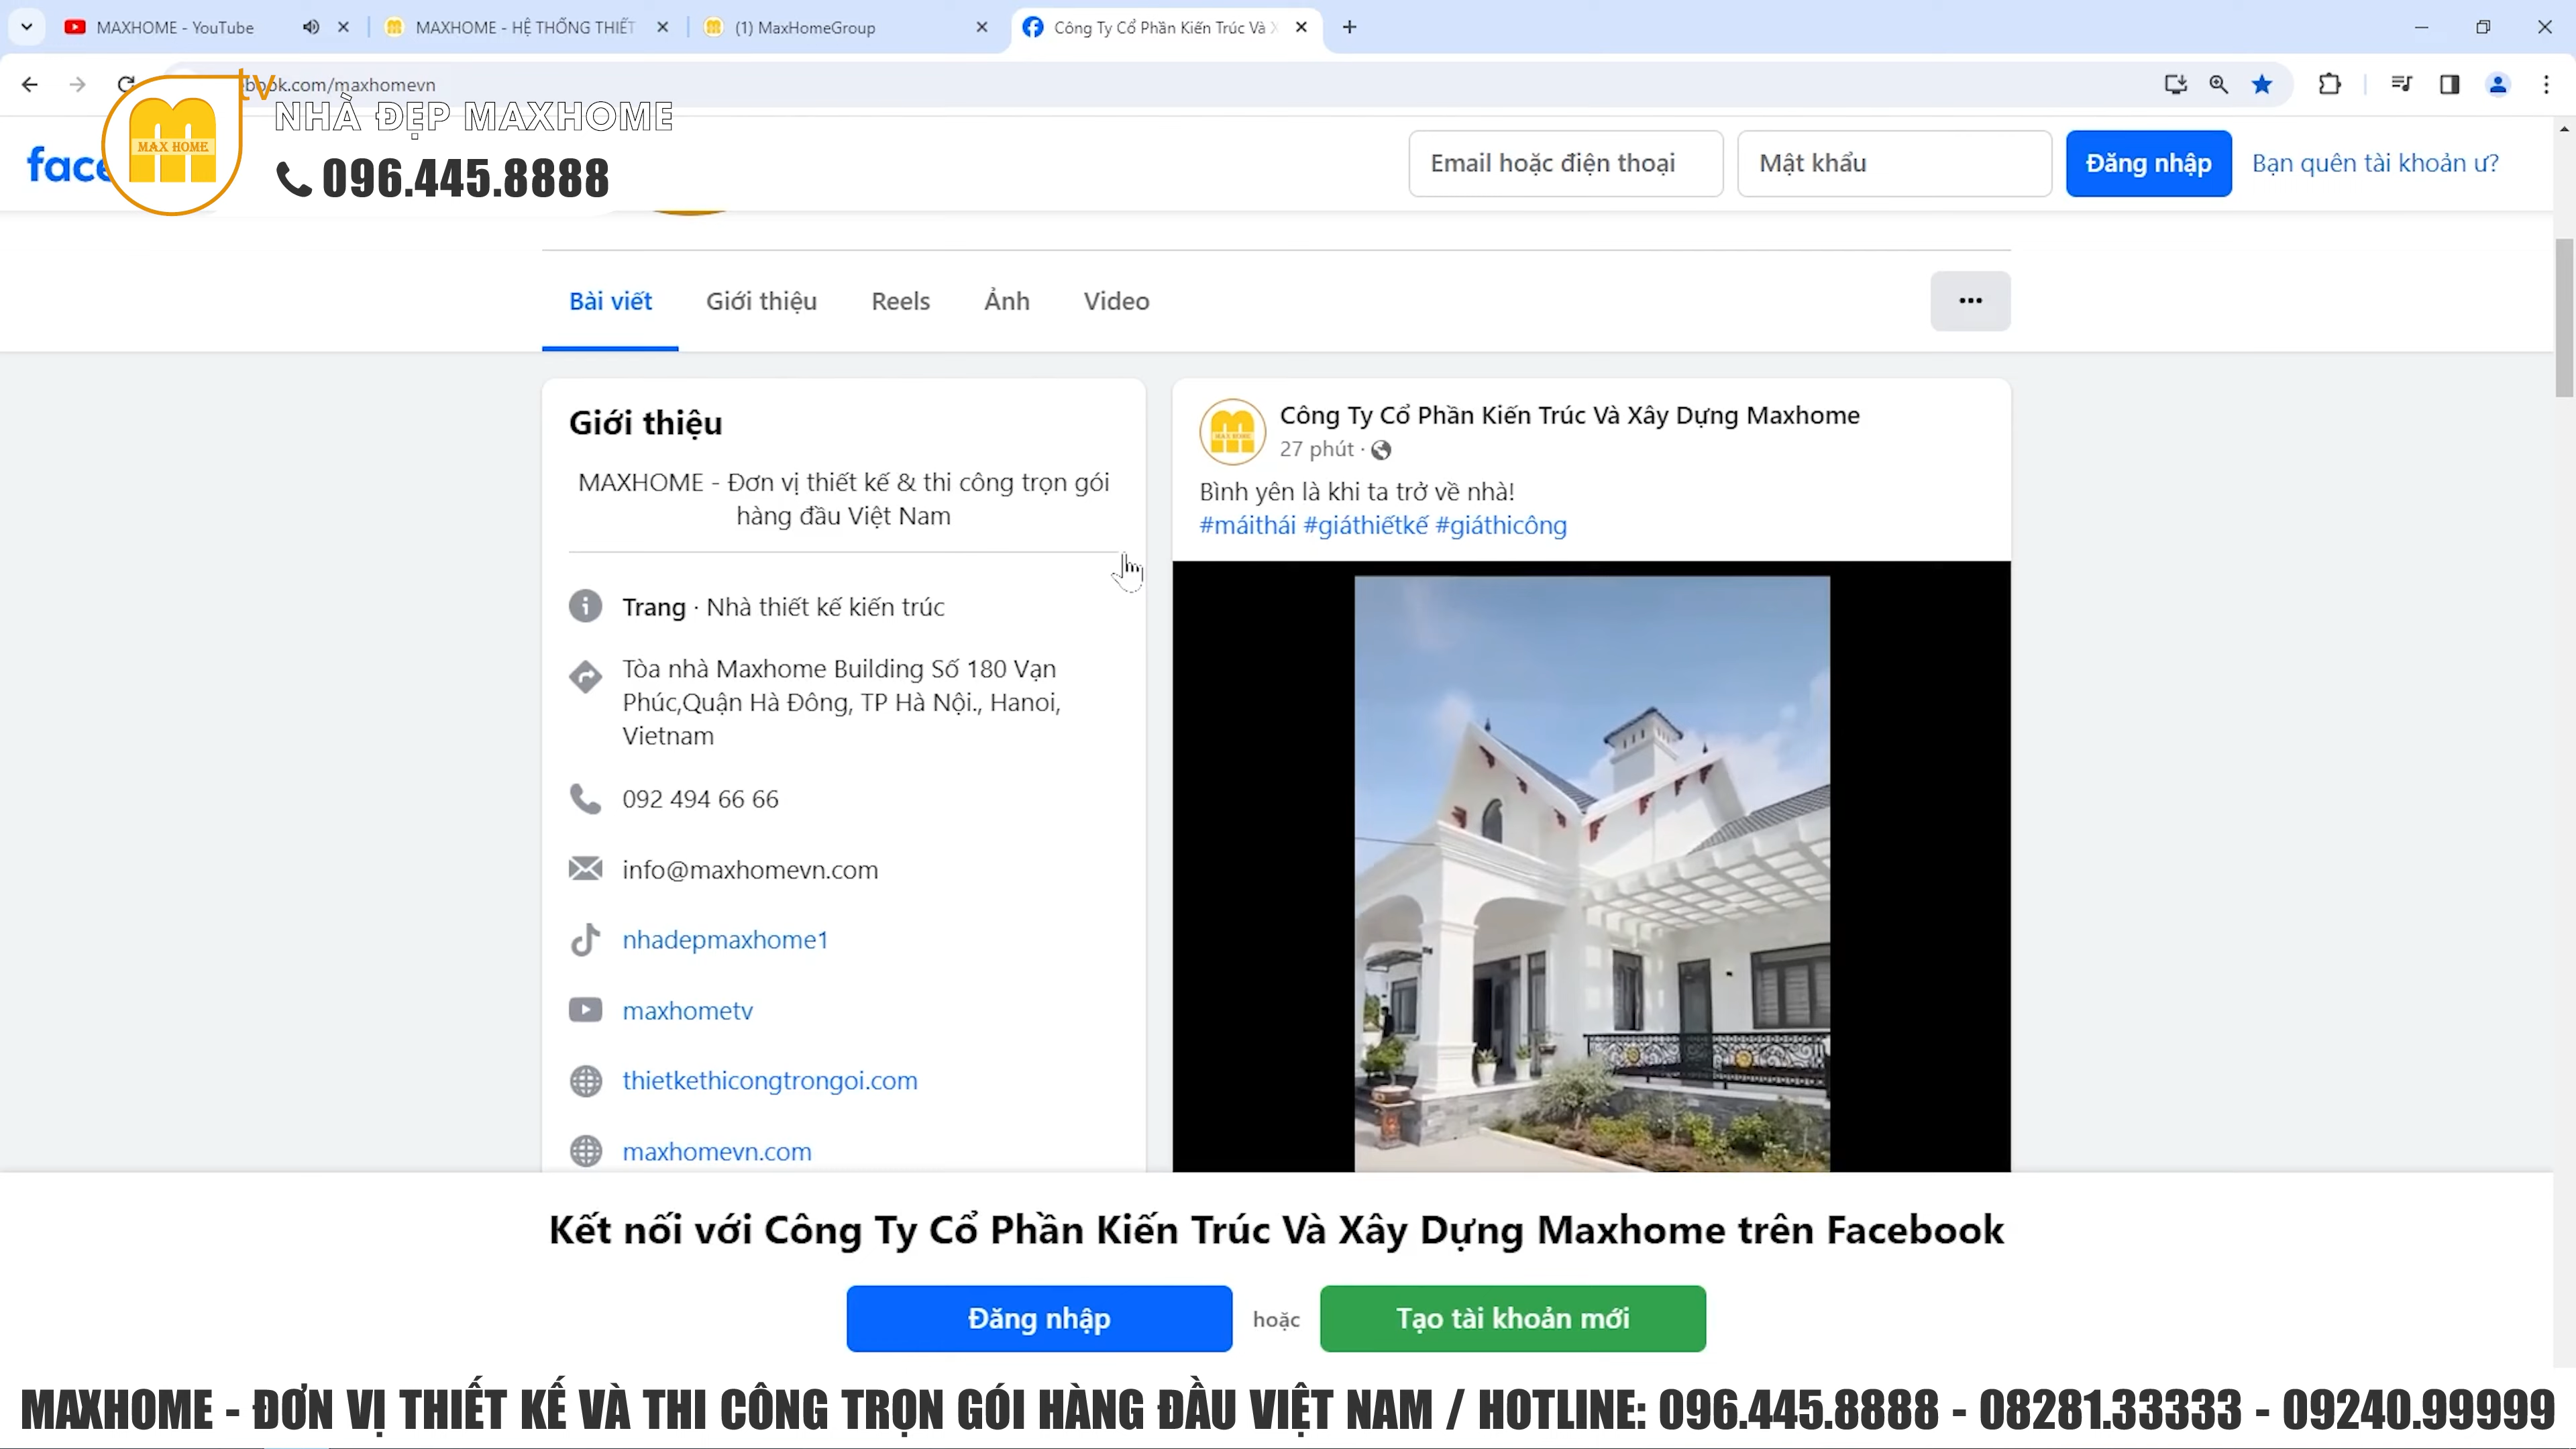 MAXHOME - YouTube
MAXHOME - HỆ THỐNG THIẾT
(1) MaxHomeGroup
Công Ty Cổ Phần Kiến Trúc Và X
book.com/maxhomevn
tv
MAX HOME
NHÀ ĐẸP MAXHOME
096.445.8888
face
Email hoặc điện thoại
Mật khẩu
Đăng nhập
Bạn quên tài khoản ư?
Bài viết
Giới thiệu
Reels
Ảnh
Video
Giới thiệu
MAXHOME - Đơn vị thiết kế & thi công trọn gói
hàng đầu Việt Nam
Trang · Nhà thiết kế kiến trúc
Tòa nhà Maxhome Building Số 180 Vạn
Phúc,Quận Hà Đông, TP Hà Nội., Hanoi,
Vietnam
092 494 66 66
info@maxhomevn.com
nhadepmaxhome1
maxhometv
thietkethicongtrongoi.com
maxhomevn.com
MAX HOME
Công Ty Cổ Phần Kiến Trúc Và Xây Dựng Maxhome
27 phút ·
Bình yên là khi ta trở về nhà!
#máithái #giáthiếtkế #giáthicông
Kết nối với Công Ty Cổ Phần Kiến Trúc Và Xây Dựng Maxhome trên Facebook
Đăng nhập
hoặc
Tạo tài khoản mới
MAXHOME - ĐƠN VỊ THIẾT KẾ VÀ THI CÔNG TRỌN GÓI HÀNG ĐẦU VIỆT NAM / HOTLINE: 096.445.8888 - 08281.33333 - 09240.99999